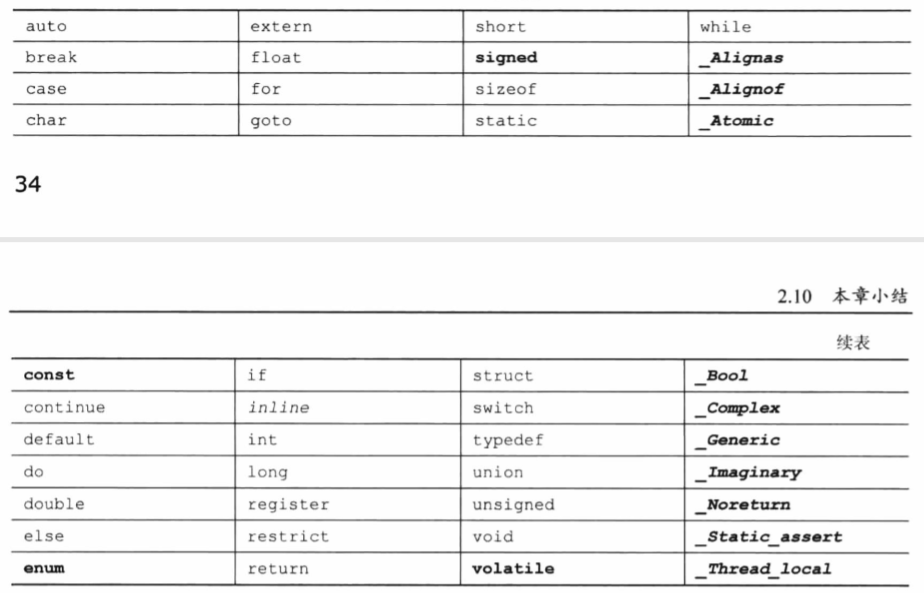 auto extern short while
break float signed _Alignas
case for sizeof _Alignof
char goto static _Atomic
34
2.10 本章小结
续表
const if struct _Bool
continue inline switch _Complex
default int typedef _Generic
do long union _Imaginary
double register unsigned _Noreturn
else restrict void _Static_assert
enum return volatile _Thread_local